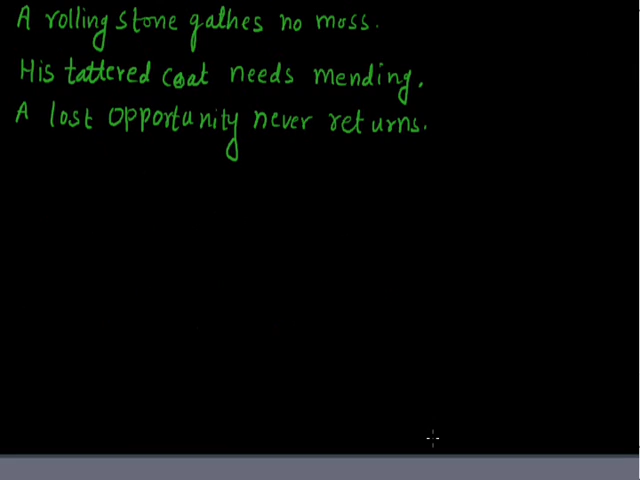 A rolling stone gathes no moss.
His tattered coat needs mending.
A lost opportunity never returns.